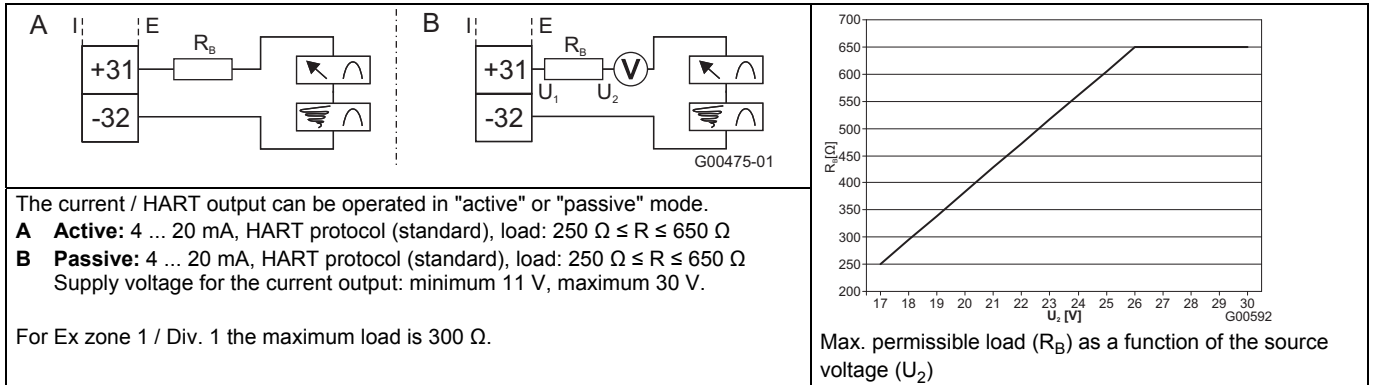 A I E
R_B
+31
-32
B I E
R_B
+31 V
U₁ U₂
-32
G00475-01
The current / HART output can be operated in "active" or "passive" mode.
A Active: 4 ... 20 mA, HART protocol (standard), load: 250 Ω ≤ R ≤ 650 Ω
B Passive: 4 ... 20 mA, HART protocol (standard), load: 250 Ω ≤ R ≤ 650 Ω
Supply voltage for the current output: minimum 11 V, maximum 30 V.
For Ex zone 1 / Div. 1 the maximum load is 300 Ω.
700
650
600
550
500
450
400
350
300
250
200
R_B[Ω]
17 18 19 20 21 22 23 24 25 26 27 28 29 30
U₂ [V]
G00592
Max. permissible load (R_B) as a function of the source
voltage (U₂)